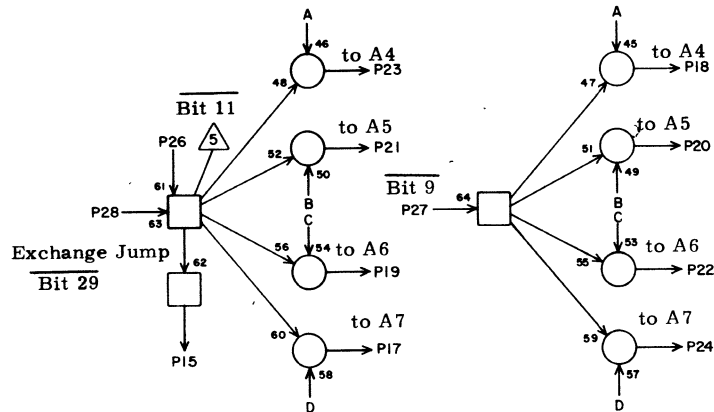 A
46
to A4
P23
48
Bit 11
5
P26
to A5
P21
52
50
61
P28
63
B
C
Exchange Jump
Bit 29
62
56
54
to A6
P19
P15
60
to A7
P17
58
D
A
45
to A4
P18
47
to A5
P20
51
49
Bit 9
64
P27
B
C
53
to A6
55
P22
to A7
59
P24
57
D